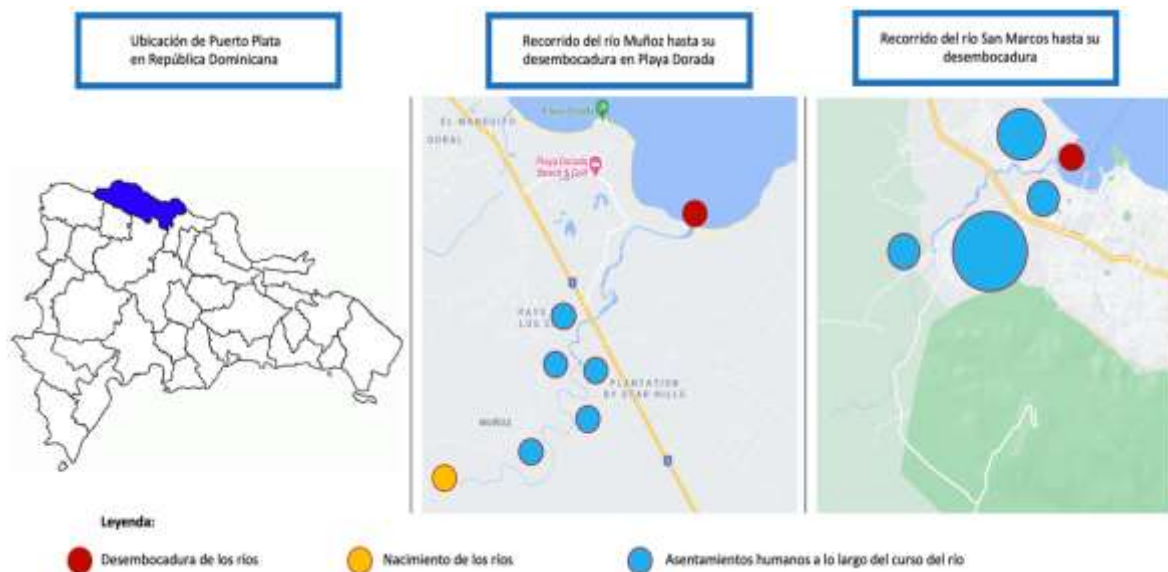 Ubicación de Puerto Plata
en República Dominicana
Recorrido del río Muñoz hasta su
desembocadura en Playa Dorada
Recorrido del río San Marcos hasta su
desembocadura
Playa Dorada
Beach & Golf
PLANTATION
BY STAR HILLS
MUÑOZ
Leyenda:
Desembocadura de los ríos
Nacimiento de los ríos
Asentamientos humanos a lo largo del curso del río